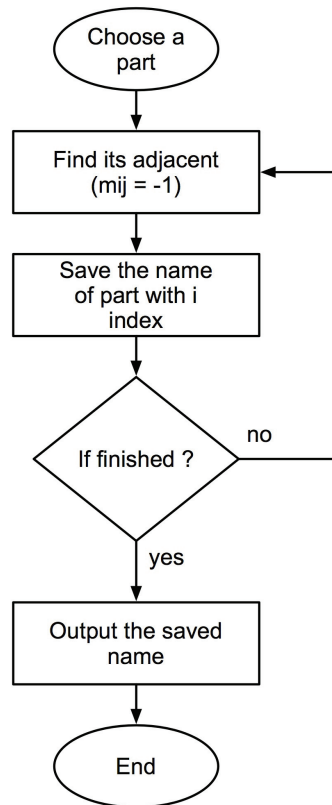 Choose a
part
Find its adjacent
(mij = -1)
Save the name
of part with i
index
If finished ?
no
yes
Output the saved
name
End